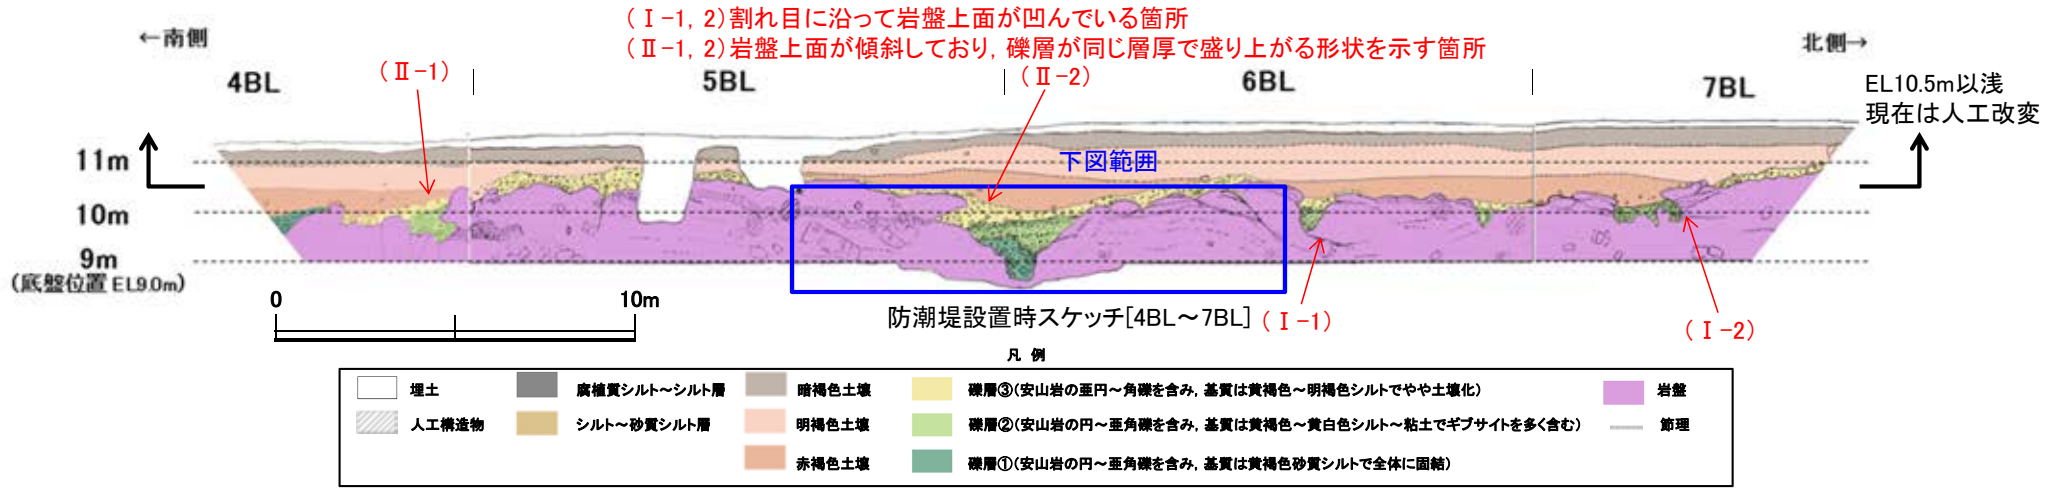 (Ⅰ-1, 2)割れ目に沿って岩盤上面が凹んでいる箇所
(Ⅱ-1, 2)岩盤上面が傾斜しており, 礫層が同じ層厚で盛り上がる形状を示す箇所
←南側
北側→
(Ⅱ-1)
(Ⅱ-2)
4BL
5BL
6BL
7BL
EL10.5m以浅
現在は人工改変
11m
下図範囲
10m
9m
(底盤位置 EL9.0m)
0
10m
防潮堤設置時スケッチ[4BL～7BL]
(Ⅰ-1)
(Ⅰ-2)
凡 例
埋土
腐植質シルト～シルト層
暗褐色土壌
礫層③(安山岩の亜円～角礫を含み, 基質は黄褐色～明褐色シルトでやや土壌化)
岩盤
人工構造物
シルト～砂質シルト層
明褐色土壌
礫層②(安山岩の円～亜角礫を含み, 基質は黄褐色～黄白色シルト～粘土でギブサイトを多く含む)
節理
赤褐色土壌
礫層①(安山岩の円～亜角礫を含み, 基質は黄褐色砂質シルトで全体に固結)